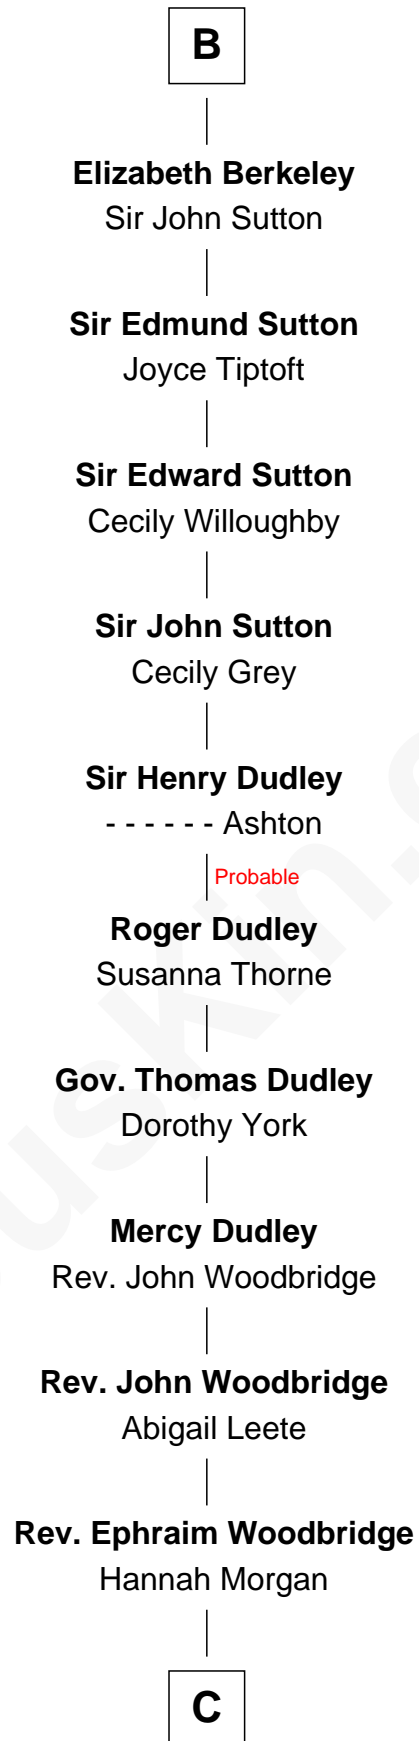 B
Elizabeth Berkeley
Sir John Sutton
Sir Edmund Sutton
Joyce Tiptoft
Sir Edward Sutton
Cecily Willoughby
Sir John Sutton
Cecily Grey
Sir Henry Dudley
- - - - - - Ashton
Probable
Roger Dudley
Susanna Thorne
Gov. Thomas Dudley
Dorothy York
Mercy Dudley
Rev. John Woodbridge
Rev. John Woodbridge
Abigail Leete
Rev. Ephraim Woodbridge
Hannah Morgan
C